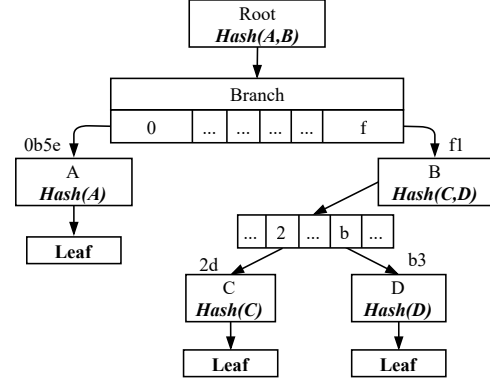 Root
Hash(A,B)
Branch
0 ... ... ... ... f
0b5e
f1
A
Hash(A)
B
Hash(C,D)
Leaf
... 2 ... b ...
2d
b3
C
Hash(C)
D
Hash(D)
Leaf
Leaf